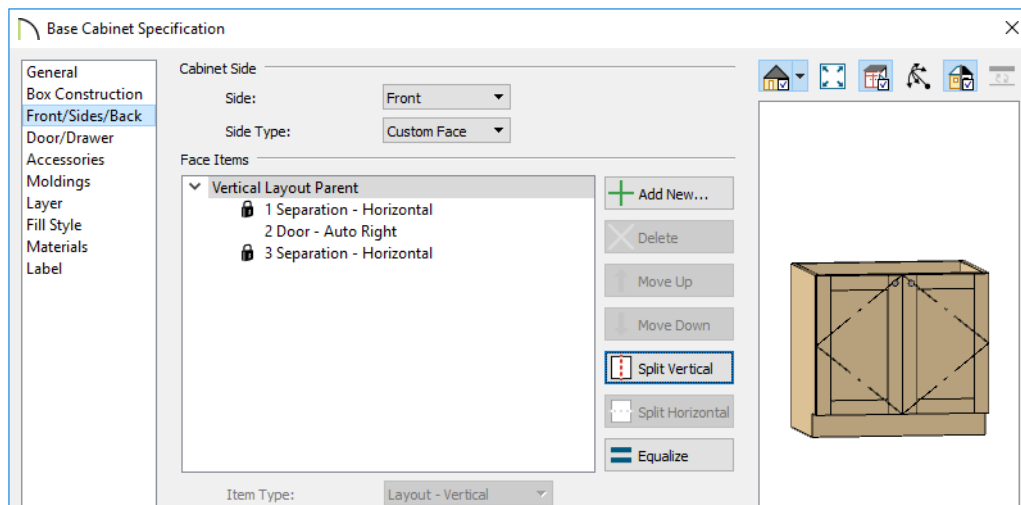 Base Cabinet Specification
General
Box Construction
Front/Sides/Back
Door/Drawer
Accessories
Moldings
Layer
Fill Style
Materials
Label
Cabinet Side
Side: Front
Side Type: Custom Face
Face Items
Vertical Layout Parent
1 Separation - Horizontal
2 Door - Auto Right
3 Separation - Horizontal
Add New...
Delete
Move Up
Move Down
Split Vertical
Split Horizontal
Equalize
Item Type: Layout - Vertical